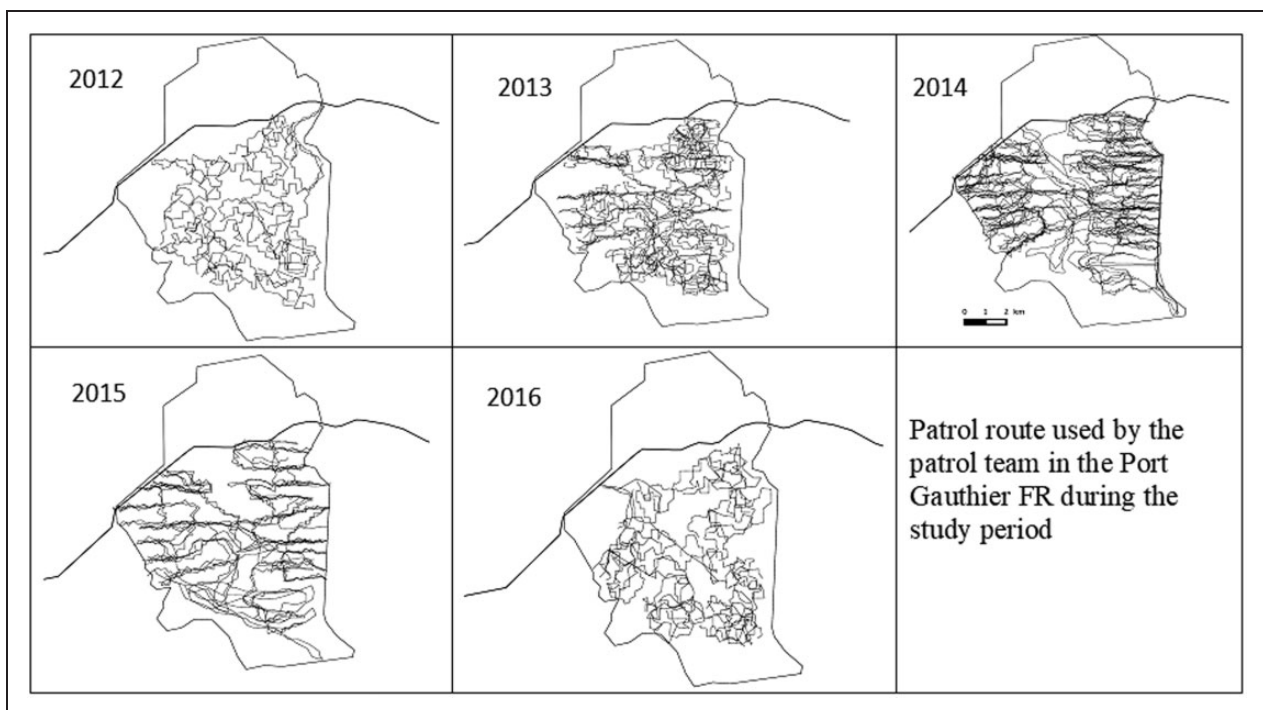 2012
2013
2014
0 1 2 km
2015
2016
Patrol route used by the
patrol team in the Port
Gauthier FR during the
study period